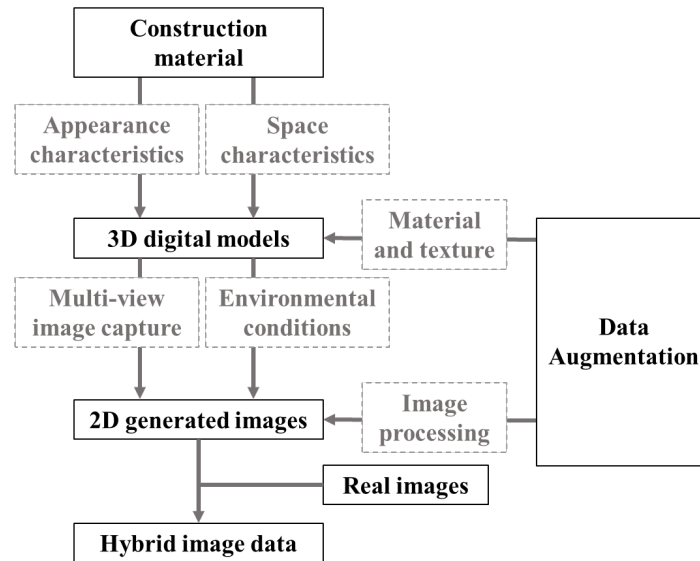 Construction
material
Appearance
characteristics
Space
characteristics
3D digital models
Material
and texture
Multi-view
image capture
Environmental
conditions
Data
Augmentation
2D generated images
Image
processing
Real images
Hybrid image data